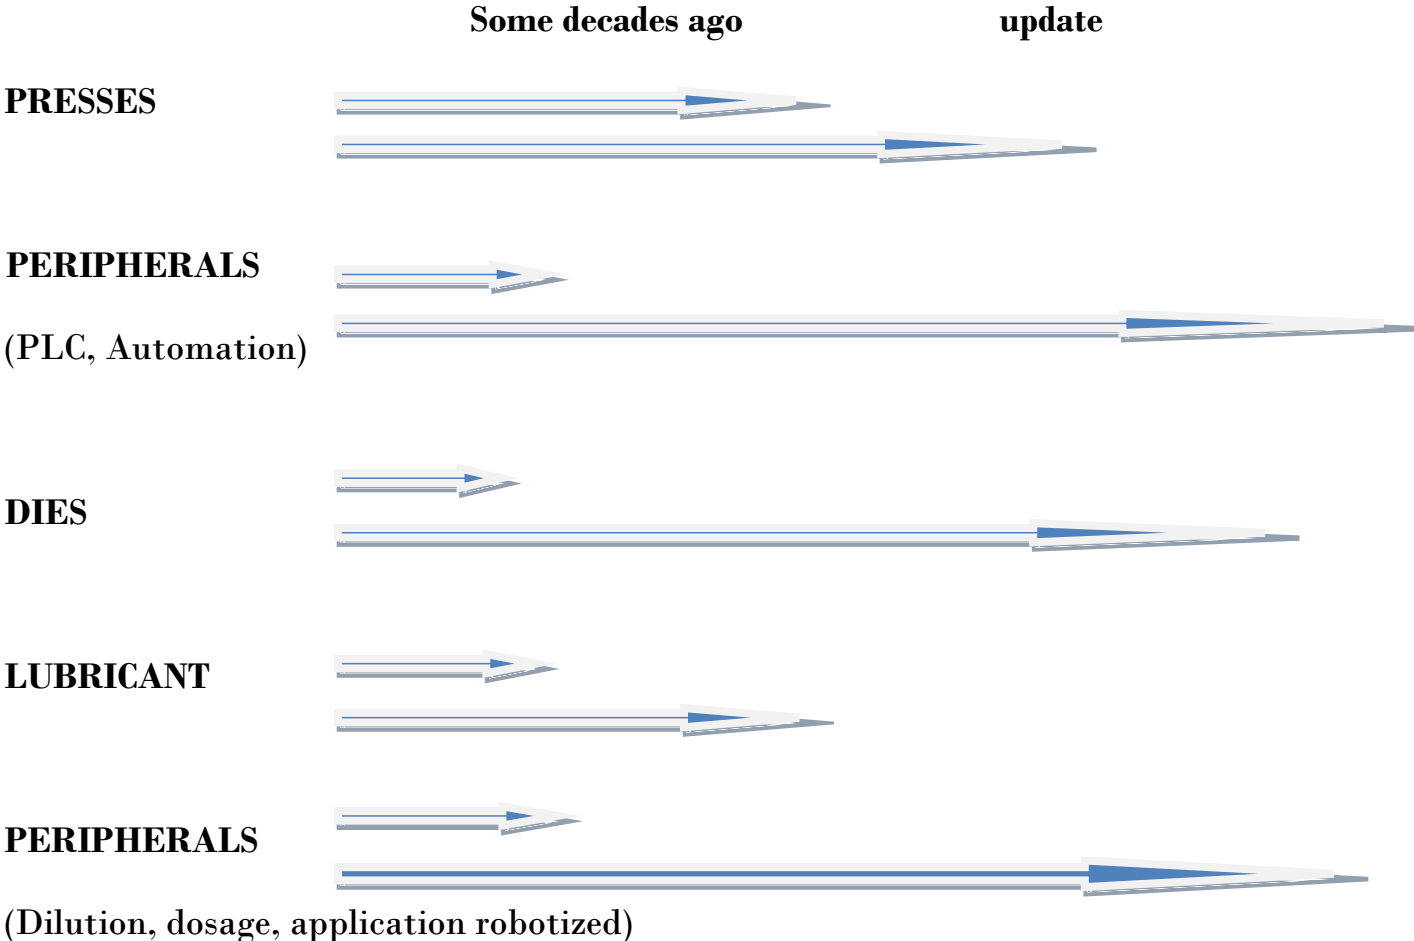 Some decades ago update
PRESSES
PERIPHERALS
(PLC, Automation)
DIES
LUBRICANT
PERIPHERALS
(Dilution, dosage, application robotized)